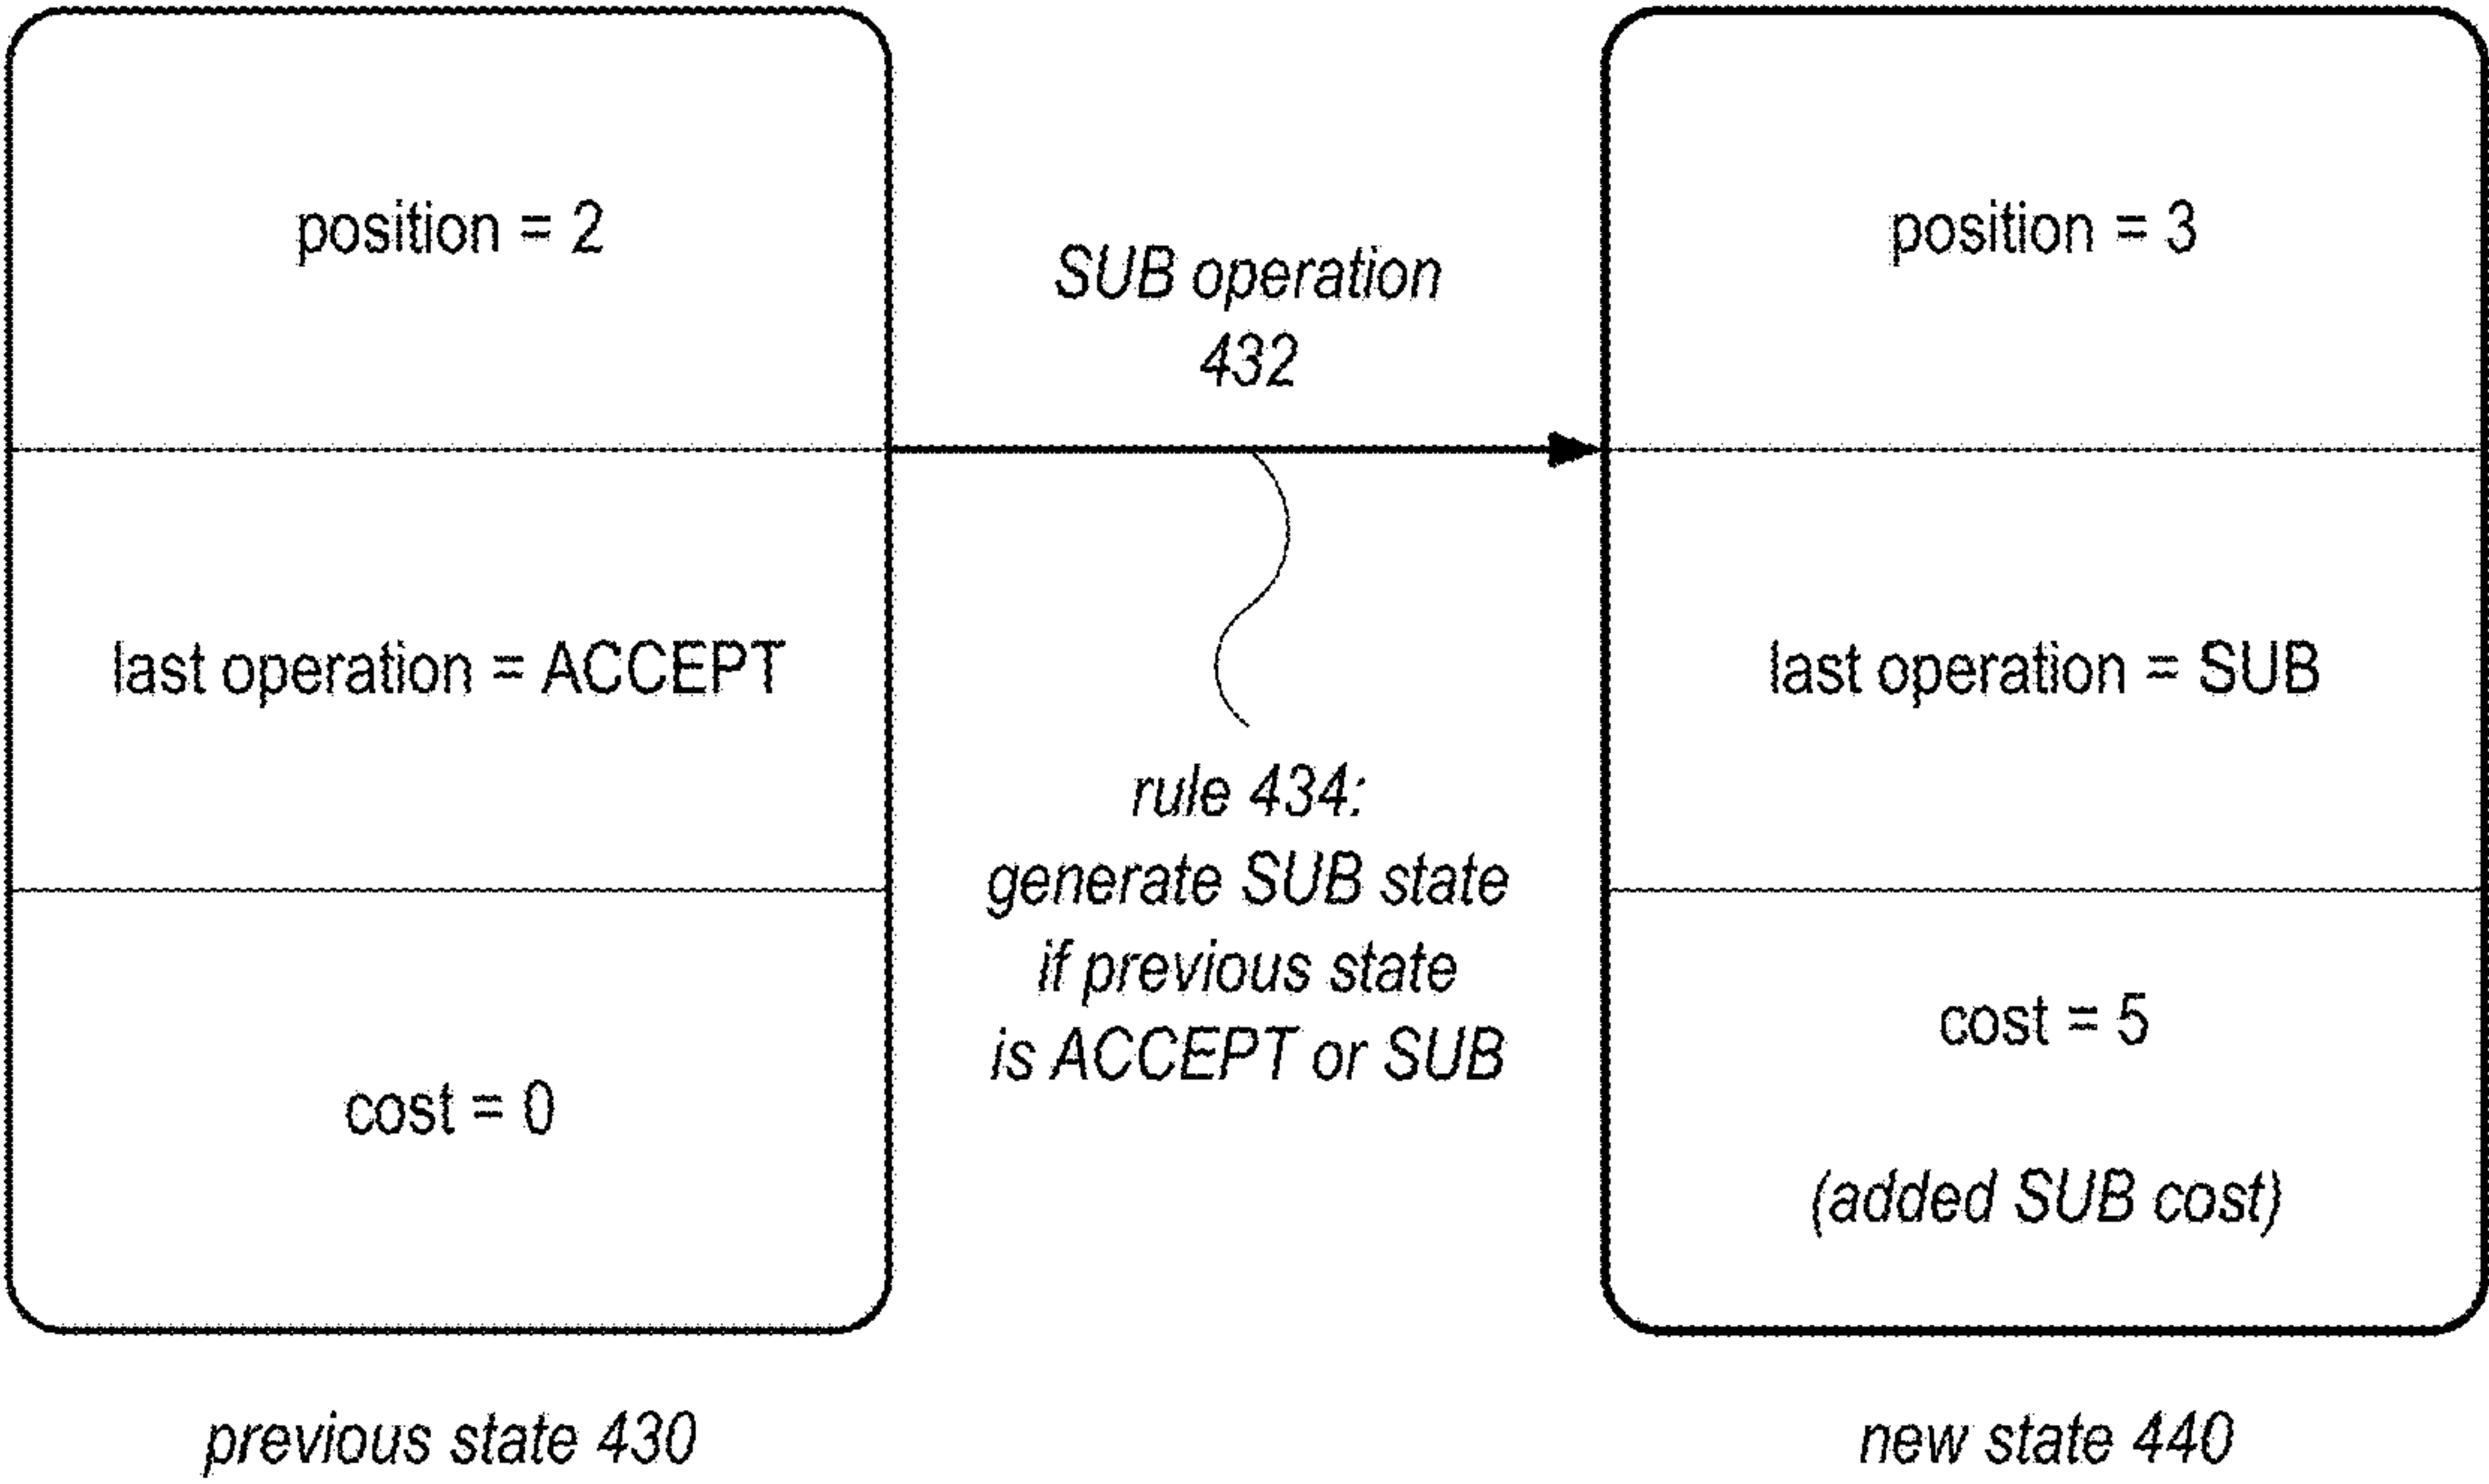 position = 2
last operation = ACCEPT
cost = 0
previous state 430
SUB operation
432
rule 434:
generate SUB state
if previous state
is ACCEPT or SUB
position = 3
last operation = SUB
cost = 5
(added SUB cost)
new state 440